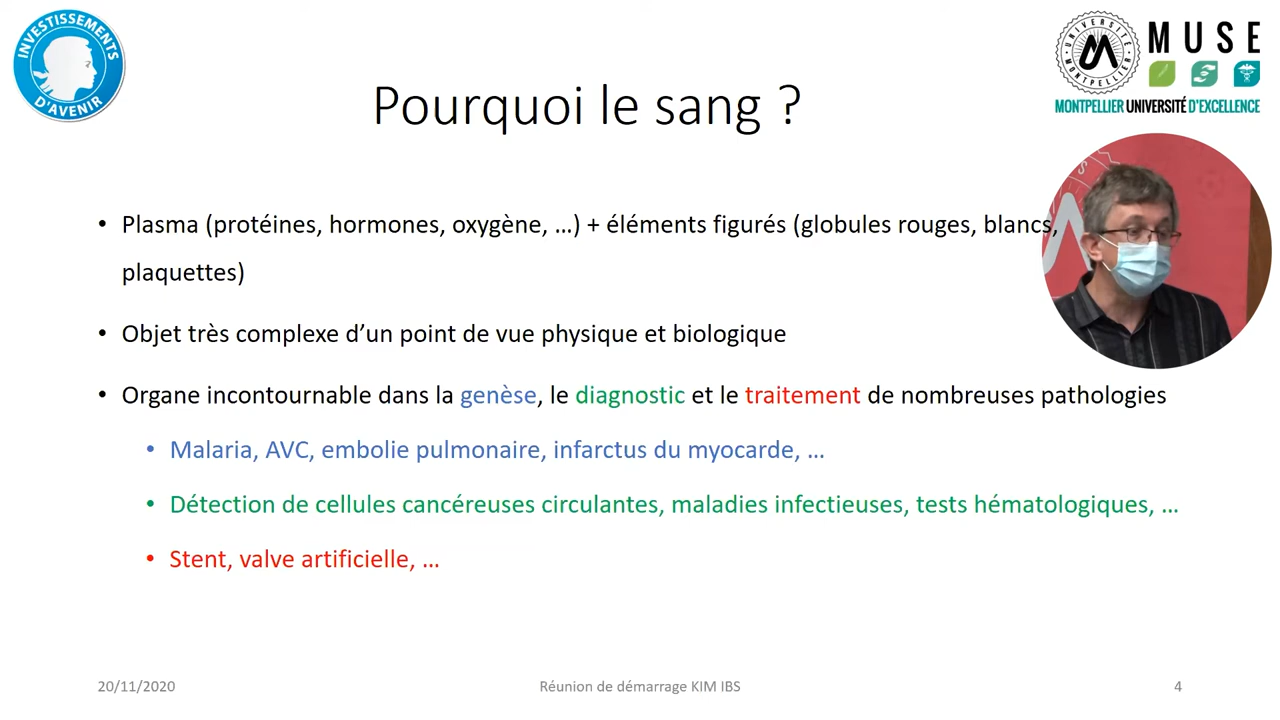 INVESTISSEMENTS
D'AVENIR
UNIVERSITÉ
MONTPELLIER
MUSE
MONTPELLIER UNIVERSITÉ D'EXCELLENCE
Pourquoi le sang ?
• Plasma (protéines, hormones, oxygène, …) + éléments figurés (globules rouges, blancs,
plaquettes)
• Objet très complexe d’un point de vue physique et biologique
• Organe incontournable dans la genèse, le diagnostic et le traitement de nombreuses pathologies
• Malaria, AVC, embolie pulmonaire, infarctus du myocarde, …
• Détection de cellules cancéreuses circulantes, maladies infectieuses, tests hématologiques, …
• Stent, valve artificielle, …
20/11/2020
Réunion de démarrage KIM IBS
4